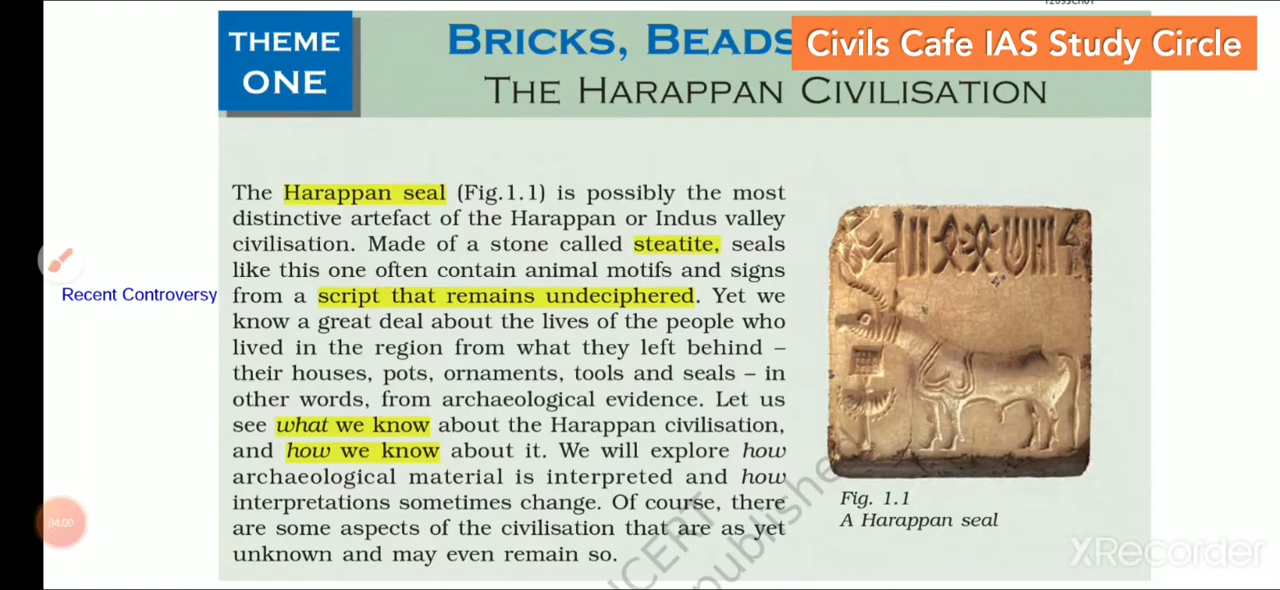 12093CH01
THEME
ONE
BRICKS, BEADS
Civils Cafe IAS Study Circle
THE HARAPPAN CIVILISATION
The Harappan seal (Fig.1.1) is possibly the most
distinctive artefact of the Harappan or Indus valley
civilisation. Made of a stone called steatite, seals
like this one often contain animal motifs and signs
from a script that remains undeciphered. Yet we
know a great deal about the lives of the people who
lived in the region from what they left behind –
their houses, pots, ornaments, tools and seals – in
other words, from archaeological evidence. Let us
see what we know about the Harappan civilisation,
and how we know about it. We will explore how
archaeological material is interpreted and how
interpretations sometimes change. Of course, there
are some aspects of the civilisation that are as yet
unknown and may even remain so.
Recent Controversy
04:00
Fig. 1.1
A Harappan seal
published
XRecorder